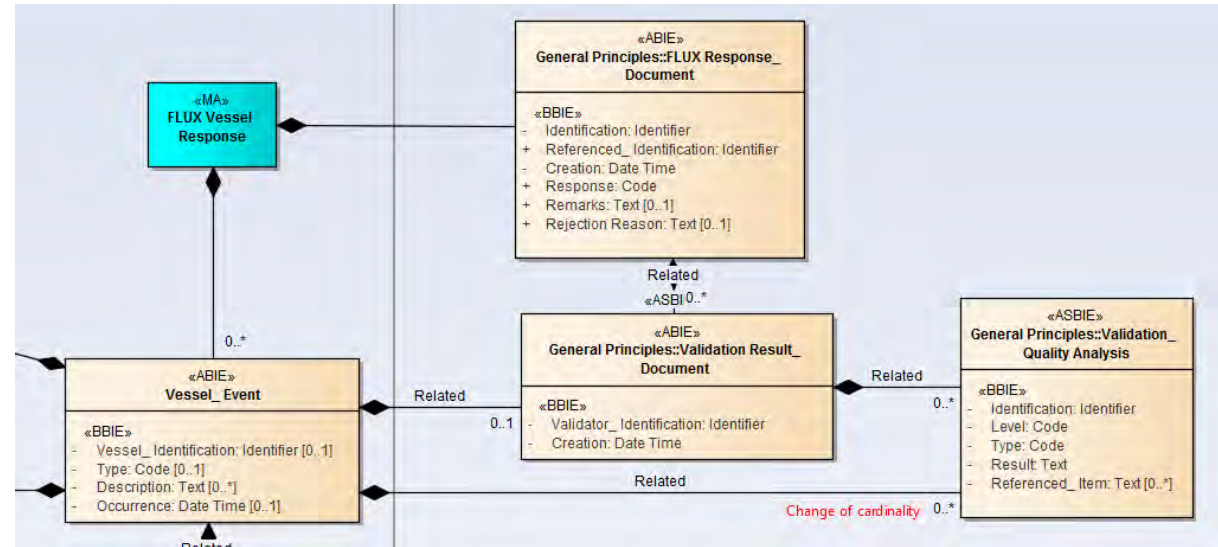 «ABIE»
General Principles::FLUX Response_
Document
«BBIE»
- Identification: Identifier
+ Referenced_ Identification: Identifier
- Creation: Date Time
+ Response: Code
+ Remarks: Text [0..1]
+ Rejection Reason: Text [0..1]
«MA»
FLUX Vessel
Response
Related
«ASBI
0..*
0..*
«ABIE»
Vessel_ Event
«BBIE»
- Vessel_ Identification: Identifier [0..1]
- Type: Code [0..1]
- Description: Text [0..*]
- Occurrence: Date Time [0..1]
Related
0..1
«ABIE»
General Principles::Validation Result_
Document
«BBIE»
- Validator_ Identification: Identifier
- Creation: Date Time
Related
0..*
«ASBIE»
General Principles::Validation_
Quality Analysis
«BBIE»
- Identification: Identifier
- Level: Code
- Type: Code
- Result: Text
- Referenced_ Item: Text [0..*]
Related
Change of cardinality
0..*
Related